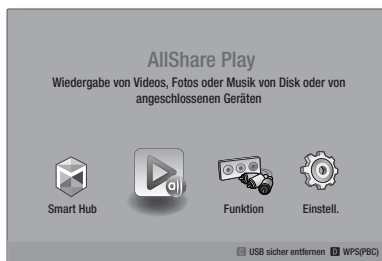 AllShare Play
Wiedergabe von Videos, Fotos oder Musik von Disk oder von
angeschlossenen Geräten
Smart Hub
Funktion
Einstell.
C USB sicher entfernen D WPS(PBC)